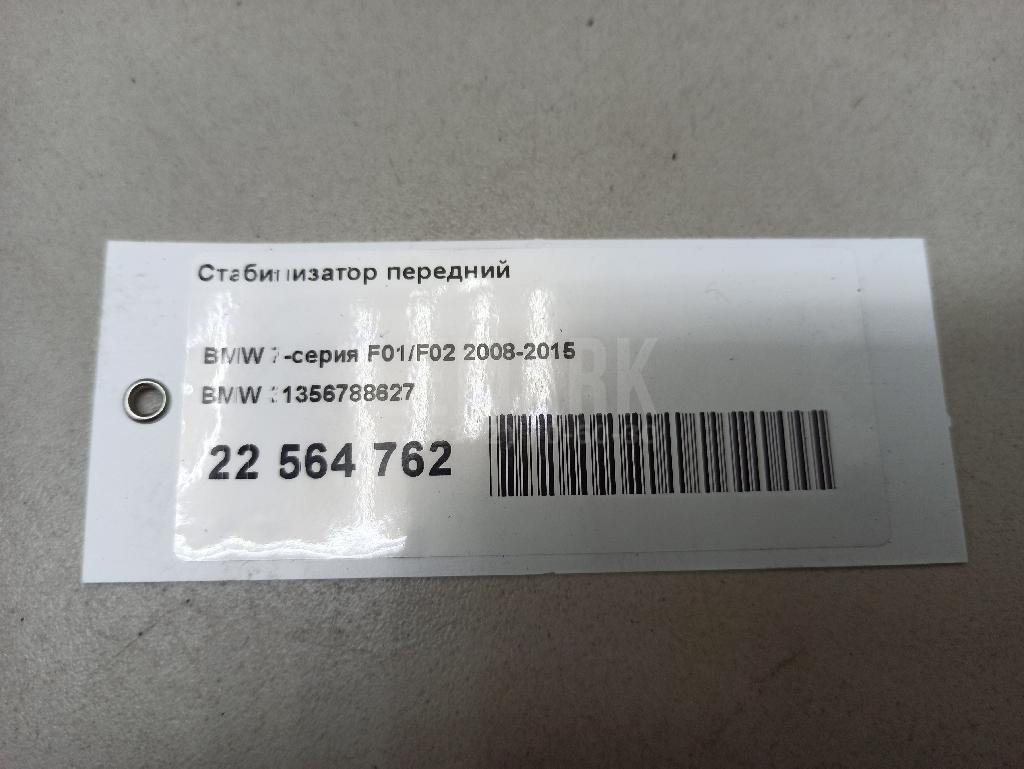 Стабилизатор передний
BMW 7-серия F01/F02 2008-2015
BMW 31356788627
22 564 762